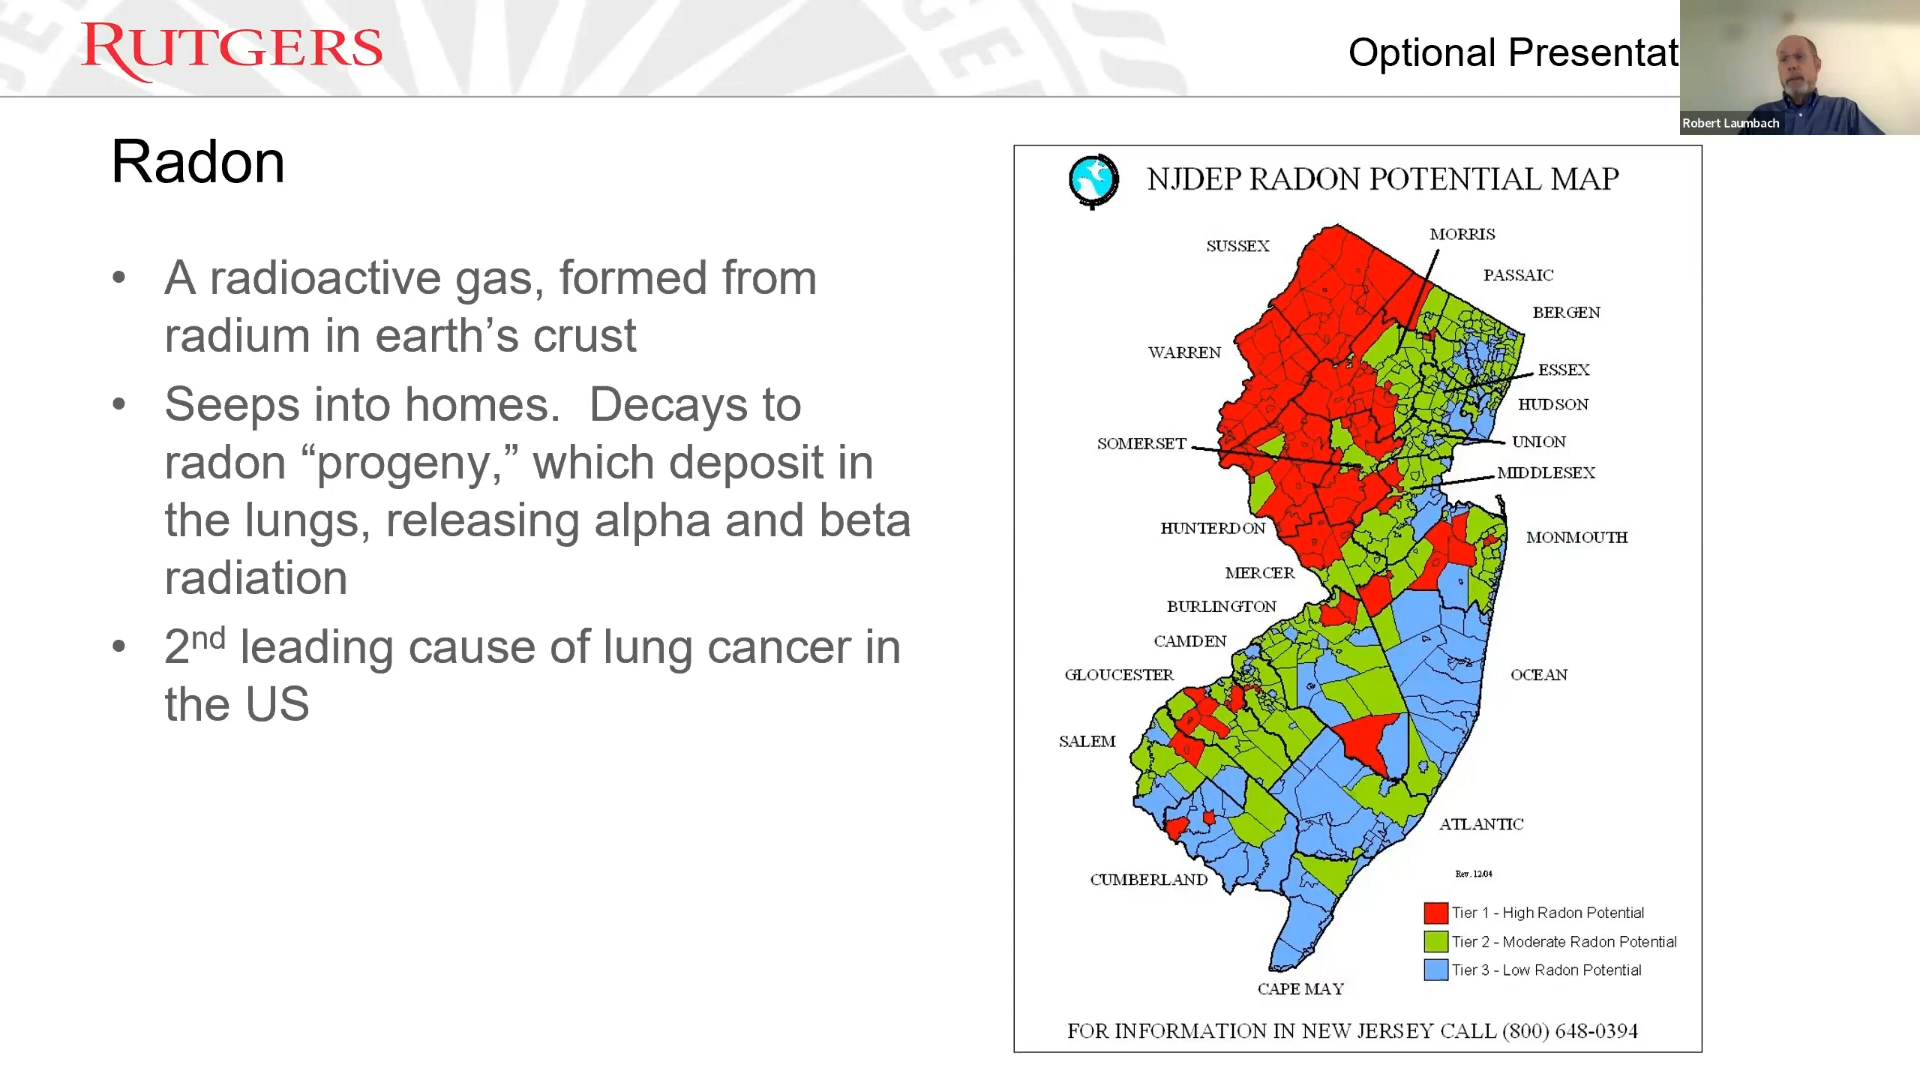 RUTGERS
Optional Presentat
Robert Laumbach
Radon
• A radioactive gas, formed from
radium in earth’s crust
• Seeps into homes.  Decays to
radon “progeny,” which deposit in
the lungs, releasing alpha and beta
radiation
• 2nd leading cause of lung cancer in
the US
NJDEP RADON POTENTIAL MAP
MORRIS
SUSSEX
PASSAIC
BERGEN
WARREN
ESSEX
HUDSON
SOMERSET
UNION
MIDDLESEX
HUNTERDON
MONMOUTH
MERCER
BURLINGTON
CAMDEN
GLOUCESTER
OCEAN
SALEM
ATLANTIC
CUMBERLAND
Rev. 12/04
Tier 1 - High Radon Potential
Tier 2 - Moderate Radon Potential
Tier 3 - Low Radon Potential
CAPE MAY
FOR INFORMATION IN NEW JERSEY CALL (800) 648-0394